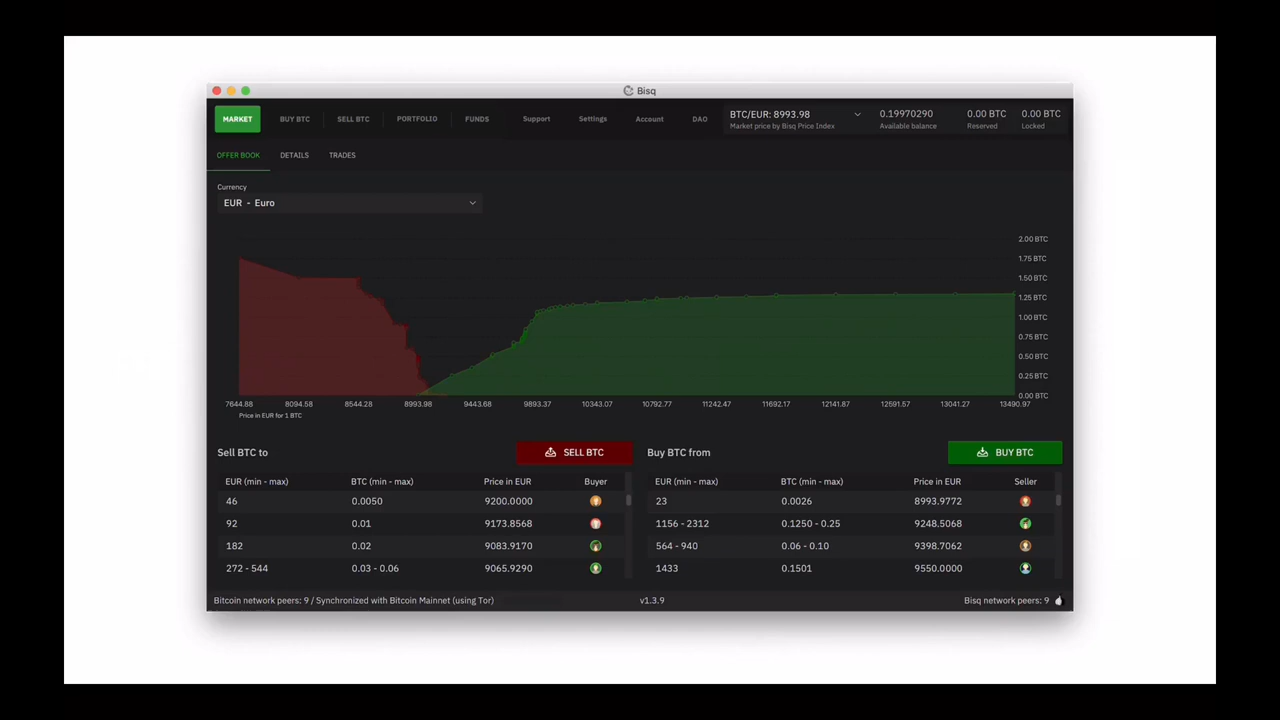 Bisq
MARKET BUY BTC SELL BTC PORTFOLIO FUNDS Support Settings Account DAO BTC/EUR: 8993.98 0.19970290 0.00 BTC 0.00 BTC
Market price by Bisq Price Index Available balance Reserved Locked
OFFER BOOK DETAILS TRADES
Currency
EUR - Euro
2.00 BTC
1.75 BTC
1.50 BTC
1.25 BTC
1.00 BTC
0.75 BTC
0.50 BTC
0.25 BTC
0.00 BTC
7644.88 8094.58 8544.28 8993.98 9443.68 9893.37 10343.07 10792.77 11242.47 11692.17 12141.87 12591.57 13041.27 13490.97
Price in EUR for 1 BTC
Sell BTC to SELL BTC Buy BTC from BUY BTC
EUR (min - max) BTC (min - max) Price in EUR Buyer EUR (min - max) BTC (min - max) Price in EUR Seller
46 0.0050 9200.0000 23 0.0026 8993.9772
92 0.01 9173.8568 1156 - 2312 0.1250 - 0.25 9248.5068
182 0.02 9083.9170 564 - 940 0.06 - 0.10 9398.7062
272 - 544 0.03 - 0.06 9065.9290 1433 0.1501 9550.0000
Bitcoin network peers: 9 / Synchronized with Bitcoin Mainnet (using Tor) v1.3.9 Bisq network peers: 9